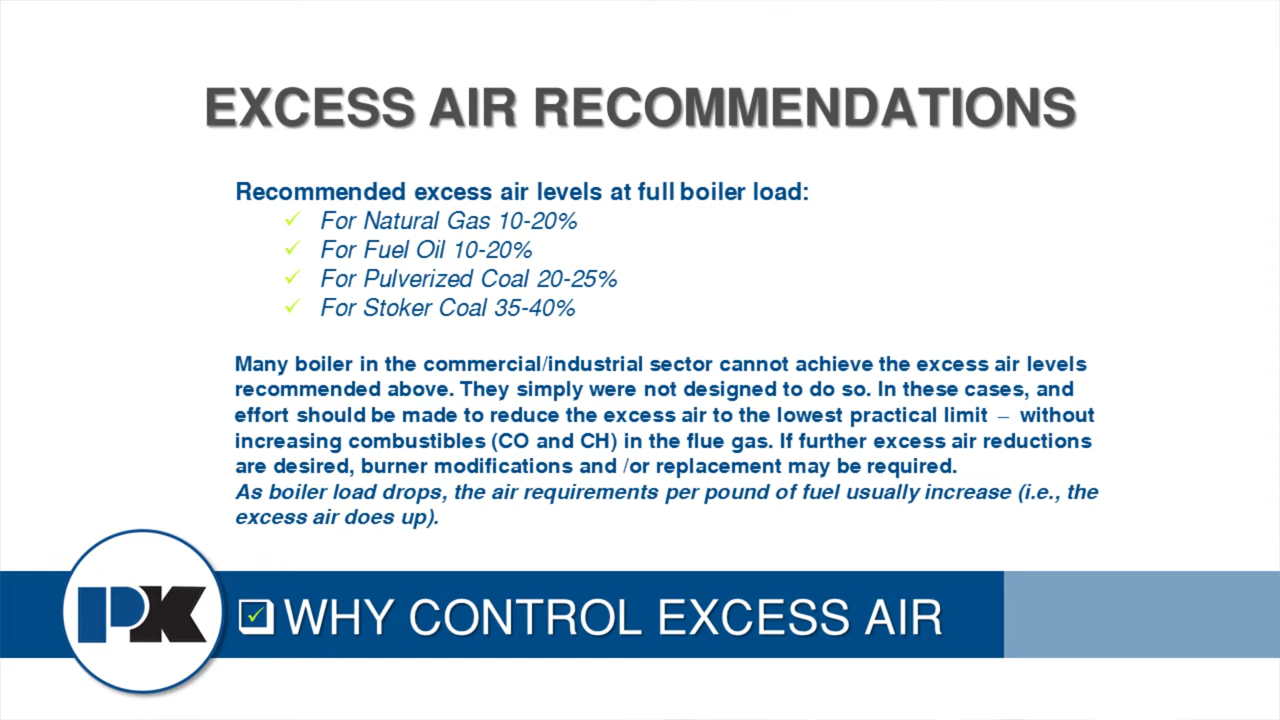 EXCESS AIR RECOMMENDATIONS
Recommended excess air levels at full boiler load:
For Natural Gas 10-20%
For Fuel Oil 10-20%
For Pulverized Coal 20-25%
For Stoker Coal 35-40%
Many boiler in the commercial/industrial sector cannot achieve the excess air levels
recommended above. They simply were not designed to do so. In these cases, and
effort should be made to reduce the excess air to the lowest practical limit – without
increasing combustibles (CO and CH) in the flue gas. If further excess air reductions
are desired, burner modifications and /or replacement may be required.
As boiler load drops, the air requirements per pound of fuel usually increase (i.e., the
excess air does up).
PK
WHY CONTROL EXCESS AIR